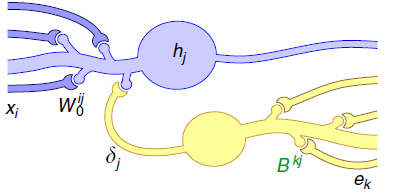 h_j
x_i W_0^{ij}
δ_j
B^{kj}
e_k